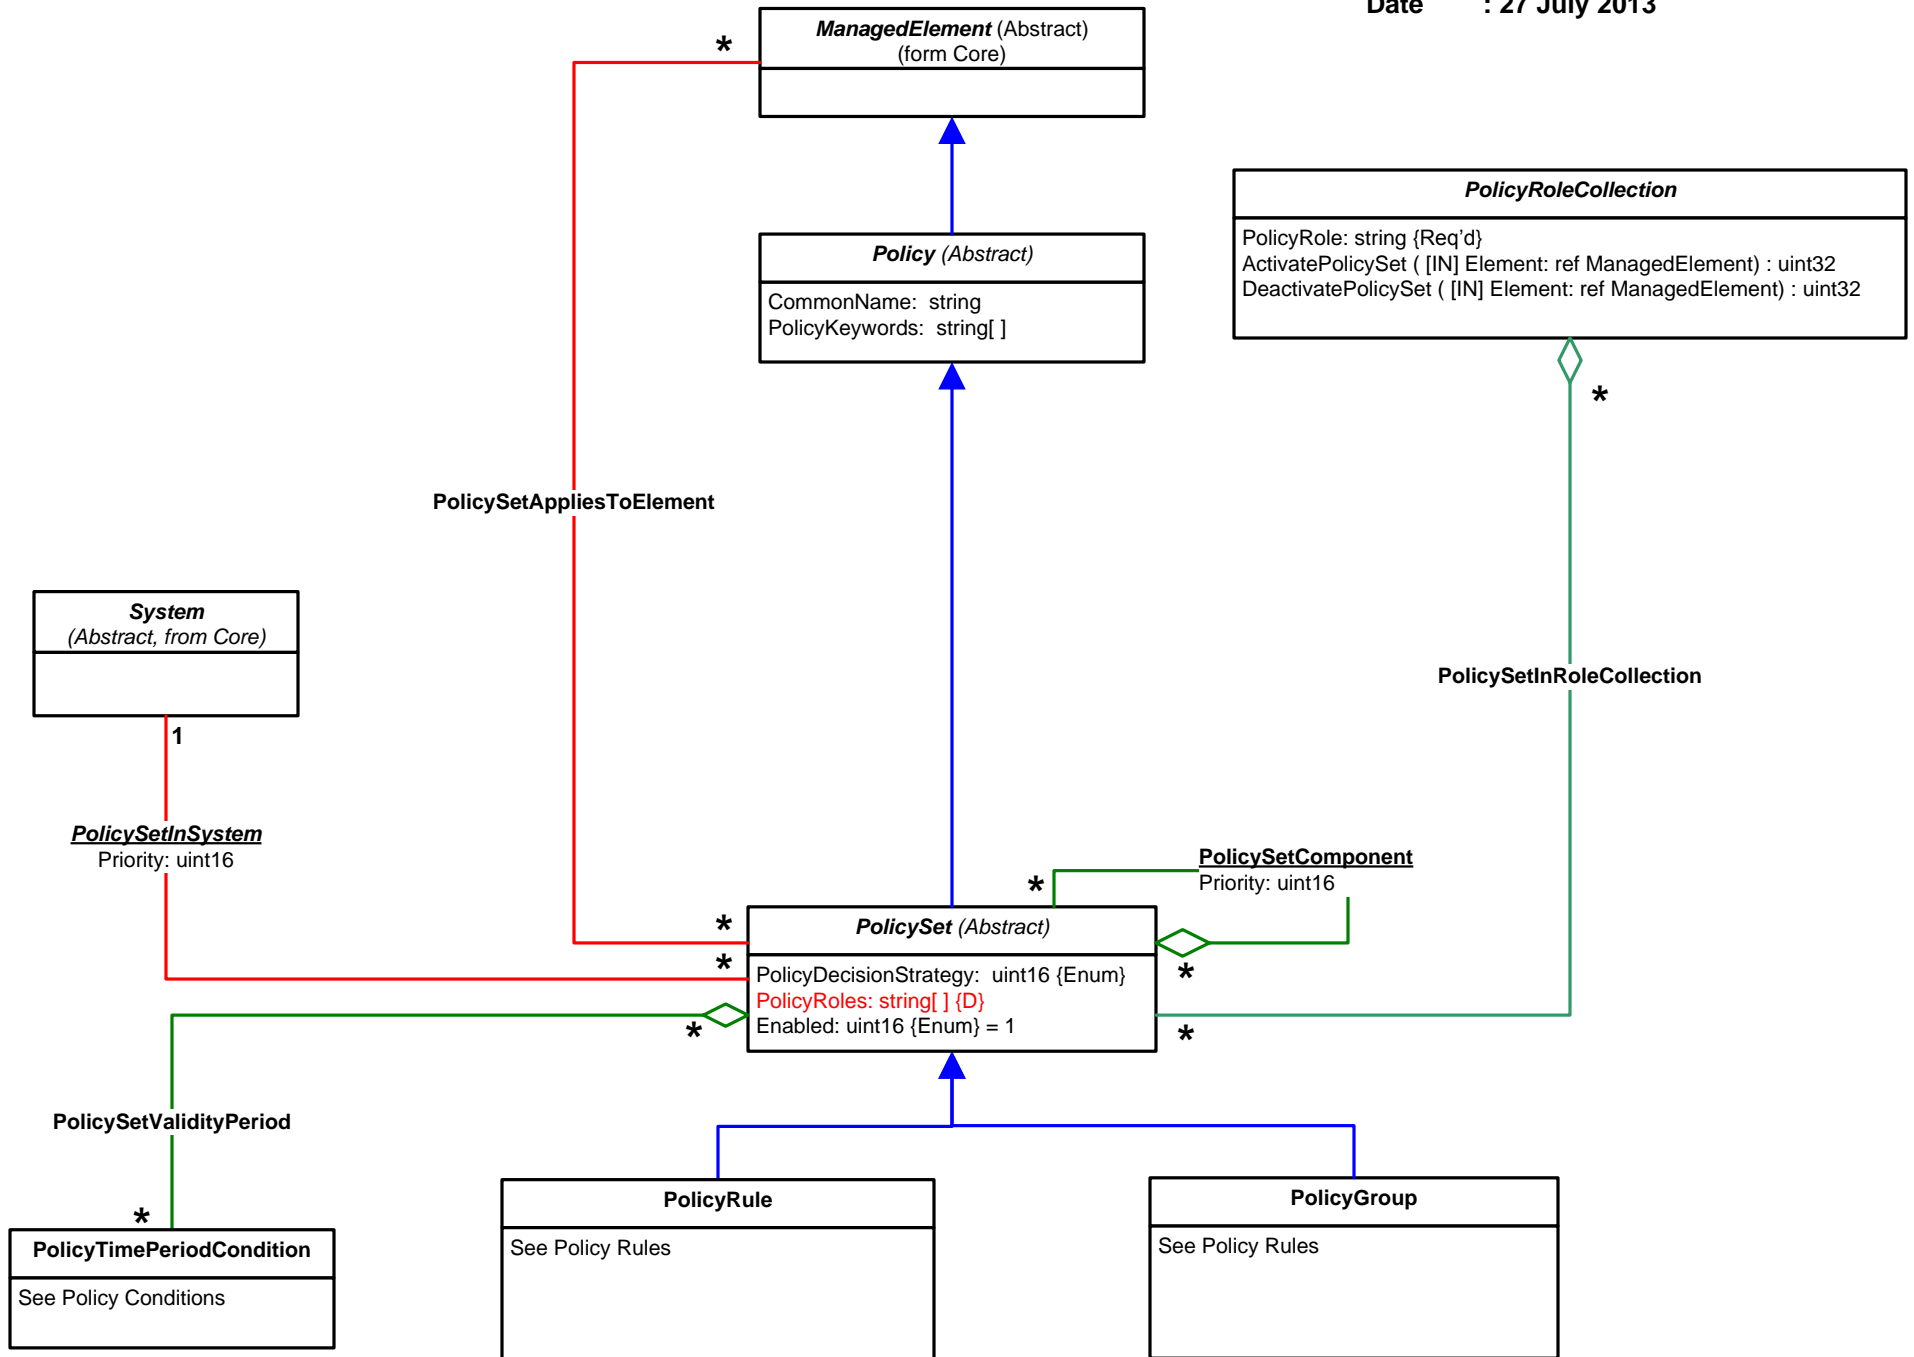 Date : 27 July 2013
ManagedElement (Abstract)
(form Core)
*
PolicyRoleCollection
PolicyRole: string {Req'd}
ActivatePolicySet ( [IN] Element: ref ManagedElement) : uint32
DeactivatePolicySet ( [IN] Element: ref ManagedElement) : uint32
Policy (Abstract)
CommonName: string
PolicyKeywords: string[ ]
*
PolicySetAppliesToElement
System
(Abstract, from Core)
PolicySetInRoleCollection
1
PolicySetInSystem
Priority: uint16
PolicySetComponent
Priority: uint16
*
*
PolicySet (Abstract)
*
*
PolicyDecisionStrategy: uint16 {Enum}
PolicyRoles: string[ ] {D}
Enabled: uint16 {Enum} = 1
*
*
PolicySetValidityPeriod
*
PolicyTimePeriodCondition
See Policy Conditions
PolicyRule
See Policy Rules
PolicyGroup
See Policy Rules